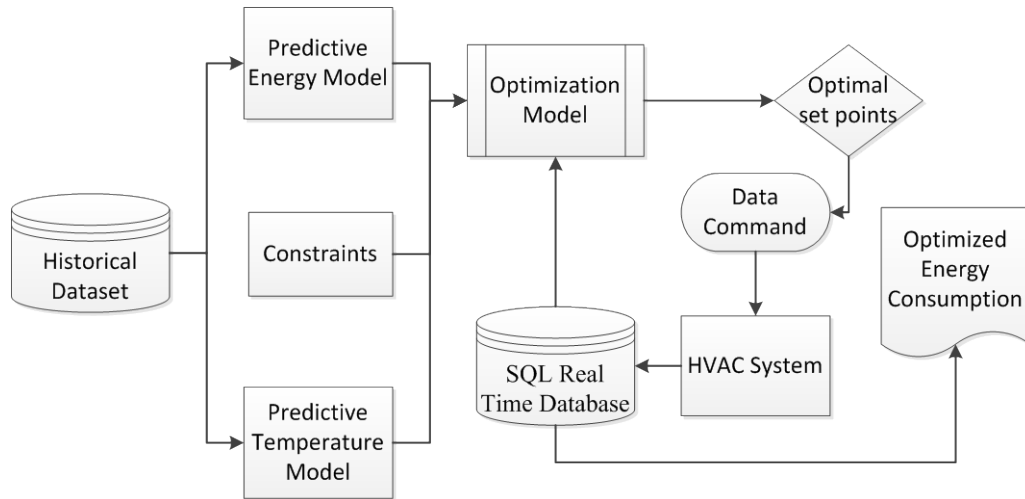 Predictive
Energy Model
Optimization
Model
Optimal
set points
Historical
Dataset
Constraints
Data
Command
Optimized
Energy
Consumption
SQL Real
Time Database
HVAC System
Predictive
Temperature
Model